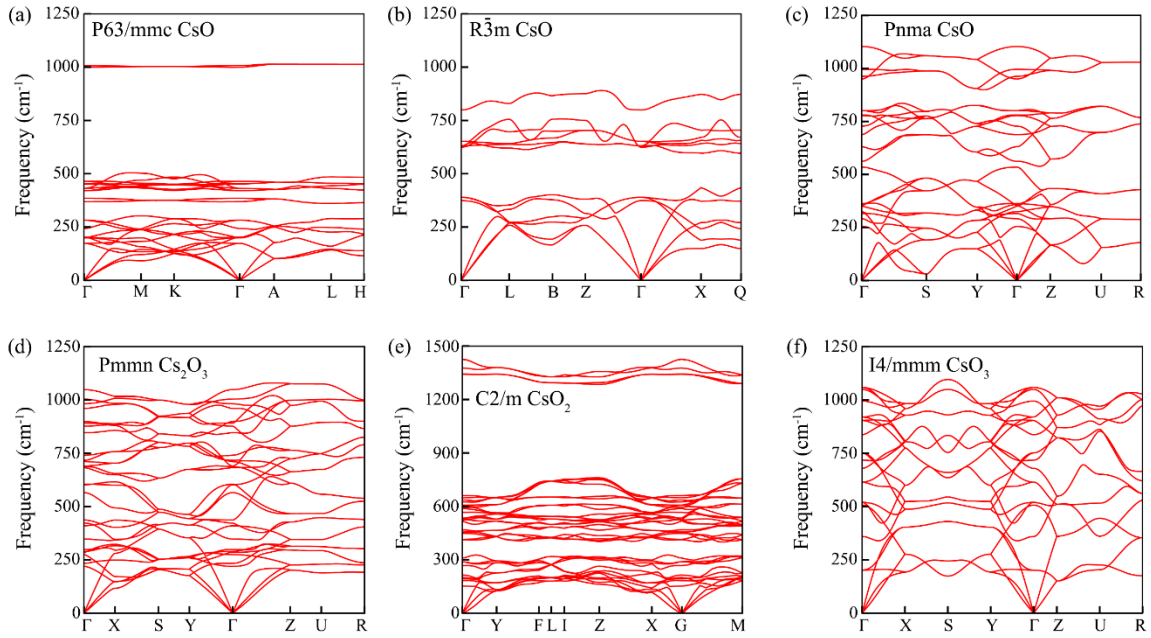 (a)
P63/mmc CsO
Frequency (cm⁻¹)
1250
1000
750
500
250
0
Γ M K Γ A L H
(b)
R3̄m CsO
Frequency (cm⁻¹)
1250
1000
750
500
250
0
Γ L B Z Γ X Q
(c)
Pnma CsO
Frequency (cm⁻¹)
1250
1000
750
500
250
0
Γ S Y Γ Z U R
(d)
Pmmn Cs₂O₃
Frequency (cm⁻¹)
1250
1000
750
500
250
0
Γ X S Y Γ Z U R
(e)
C2/m CsO₂
Frequency (cm⁻¹)
1500
1200
900
600
300
0
Γ Y F L I Z X G M
(f)
I4/mmm CsO₃
Frequency (cm⁻¹)
1250
1000
750
500
250
0
Γ X S Y Γ Z U R